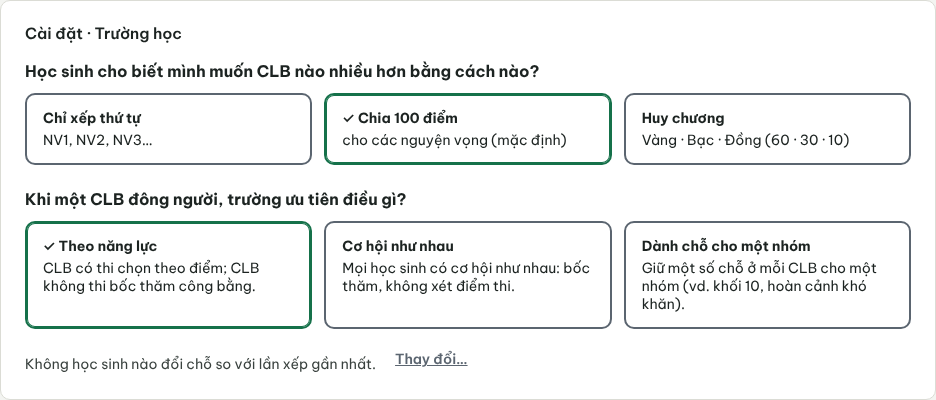 Cài đặt · Trường học
Học sinh cho biết mình muốn CLB nào nhiều hơn bằng cách nào?
Chỉ xếp thứ tự
NV1, NV2, NV3...
✓ Chia 100 điểm
cho các nguyện vọng (mặc định)
Huy chương
Vàng · Bạc · Đồng (60 · 30 · 10)
Khi một CLB đông người, trường ưu tiên điều gì?
✓ Theo năng lực
CLB có thi chọn theo điểm; CLB
không thi bốc thăm công bằng.
Cơ hội như nhau
Mọi học sinh có cơ hội như nhau: bốc
thăm, không xét điểm thi.
Dành chỗ cho một nhóm
Giữ một số chỗ ở mỗi CLB cho một
nhóm (vd. khối 10, hoàn cảnh khó
khăn).
Không học sinh nào đổi chỗ so với lần xếp gần nhất.
Thay đổi...